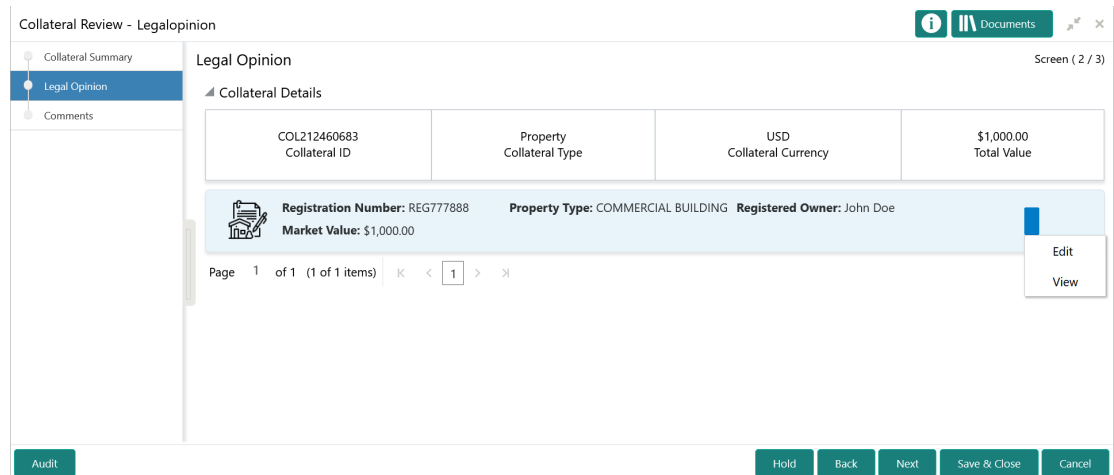 Collateral Review - Legalopinion
i Documents
Collateral Summary
Legal Opinion
Comments
Legal Opinion
Screen ( 2 / 3)
Collateral Details
COL212460683 Property USD $1,000.00
Collateral ID Collateral Type Collateral Currency Total Value
Registration Number: REG777888 Property Type: COMMERCIAL BUILDING Registered Owner: John Doe
Market Value: $1,000.00
Edit
View
Page 1 of 1 (1 of 1 items) 1
Audit Hold Back Next Save & Close Cancel